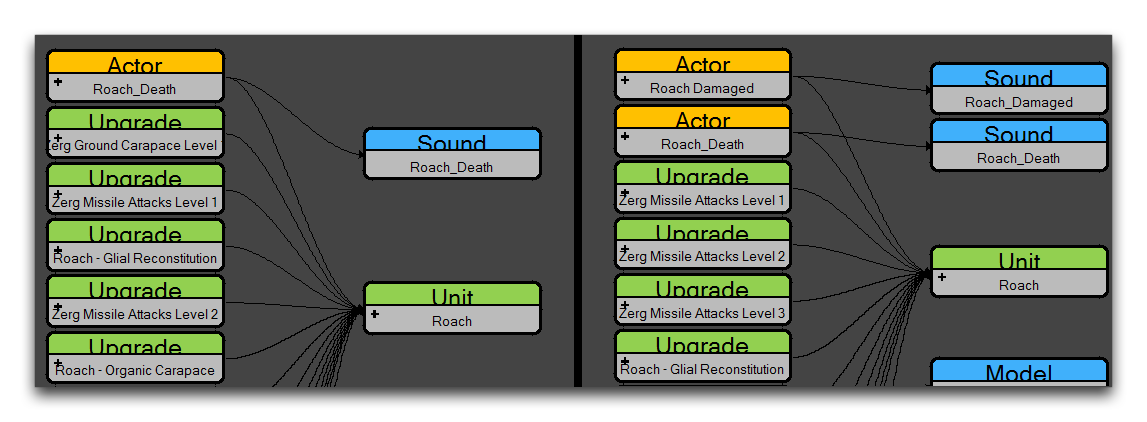 Actor
+
Roach_Death
Upgrade
+
Zerg Ground Carapace Level
Upgrade
+
Zerg Missile Attacks Level 1
Upgrade
+
Roach - Glial Reconstitution
Upgrade
+
Zerg Missile Attacks Level 2
Upgrade
+
Roach - Organic Carapace
Sound
Roach_Death
Unit
+
Roach
Actor
+
Roach Damaged
Actor
+
Roach_Death
Upgrade
+
Zerg Missile Attacks Level 1
Upgrade
+
Zerg Missile Attacks Level 2
Upgrade
+
Zerg Missile Attacks Level 3
Upgrade
+
Roach - Glial Reconstitution
Sound
Roach_Damaged
Sound
Roach_Death
Unit
+
Roach
Model